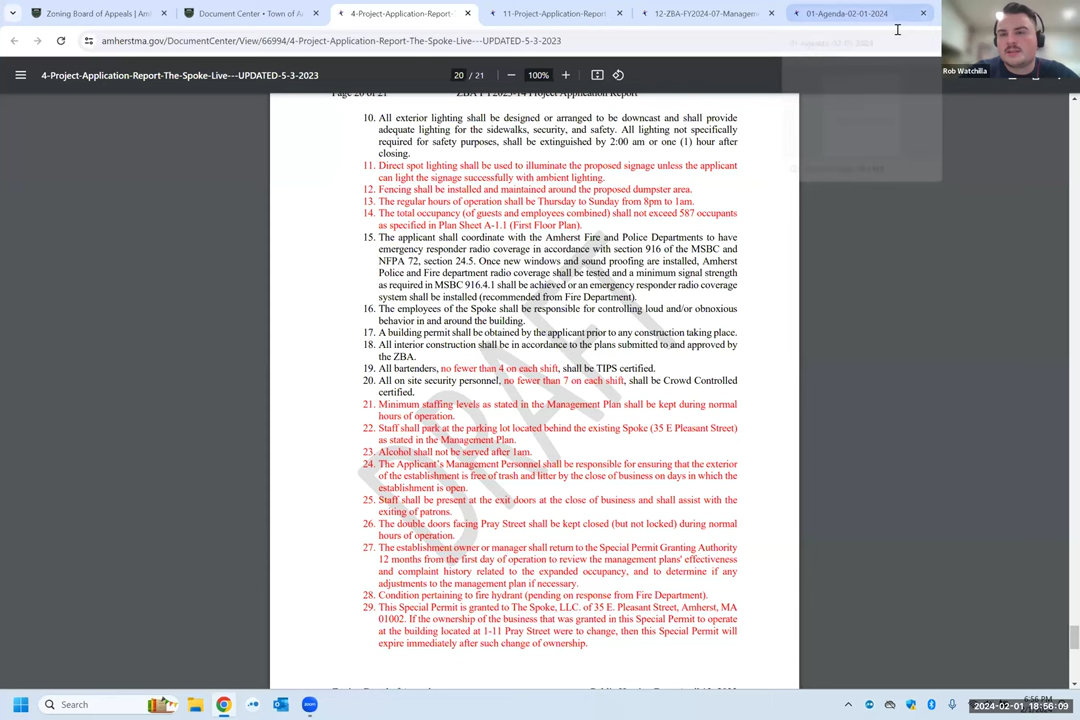 Zoning Board of Appeals | Am
Document Center • Town of A
4-Project-Application-Report-
11-Project-Application-Report-
12-ZBA-FY2024-07-Managem
01-Agenda-02-01-2024
amherstma.gov/DocumentCenter/View/66994/4-Project-Application-Report-The-Spoke-Live---UPDATED-5-3-2023
Rob Watchilla
4-Project-Application-Report-The-Spoke-Live---UPDATED-5-3-2023
20 / 21
100%
Page 20 of 21
ZBA FY2023-14 Project Application Report
10. All exterior lighting shall be designed or arranged to be downcast and shall provide
adequate lighting for the sidewalks, security, and safety. All lighting not specifically
required for safety purposes, shall be extinguished by 2:00 am or one (1) hour after
closing.
11. Direct spot lighting shall be used to illuminate the proposed signage unless the applicant
can light the signage successfully with ambient lighting.
12. Fencing shall be installed and maintained around the proposed dumpster area.
13. The regular hours of operation shall be Thursday to Sunday from 8pm to 1am.
14. The total occupancy (of guests and employees combined) shall not exceed 587 occupants
as specified in Plan Sheet A-1.1 (First Floor Plan).
15. The applicant shall coordinate with the Amherst Fire and Police Departments to have
emergency responder radio coverage in accordance with section 916 of the MSBC and
NFPA 72, section 24.5. Once new windows and sound proofing are installed, Amherst
Police and Fire department radio coverage shall be tested and a minimum signal strength
as required in MSBC 916.4.1 shall be achieved or an emergency responder radio coverage
system shall be installed (recommended from Fire Department).
16. The employees of the Spoke shall be responsible for controlling loud and/or obnoxious
behavior in and around the building.
17. A building permit shall be obtained by the applicant prior to any construction taking place.
18. All interior construction shall be in accordance to the plans submitted to and approved by
the ZBA.
19. All bartenders, no fewer than 4 on each shift, shall be TIPS certified.
20. All on site security personnel, no fewer than 7 on each shift, shall be Crowd Controlled
certified.
21. Minimum staffing levels as stated in the Management Plan shall be kept during normal
hours of operation.
22. Staff shall park at the parking lot located behind the existing Spoke (35 E Pleasant Street)
as stated in the Management Plan.
23. Alcohol shall not be served after 1am.
24. The Applicant's Management Personnel shall be responsible for ensuring that the exterior
of the establishment is free of trash and litter by the close of business on days in which the
establishment is open.
25. Staff shall be present at the exit doors at the close of business and shall assist with the
exiting of patrons.
26. The double doors facing Pray Street shall be kept closed (but not locked) during normal
hours of operation.
27. The establishment owner or manager shall return to the Special Permit Granting Authority
12 months from the first day of operation to review the management plans' effectiveness
and complaint history related to the expanded occupancy, and to determine if any
adjustments to the management plan if necessary.
28. Condition pertaining to fire hydrant (pending on response from Fire Department).
29. This Special Permit is granted to The Spoke, LLC. of 35 E. Pleasant Street, Amherst, MA
01002. If the ownership of the business that was granted in this Special Permit to operate
at the building located at 1-11 Pray Street were to change, then this Special Permit will
expire immediately after such change of ownership.
DRAFT
Search
6:56 PM
2024-02-01 18:56:09